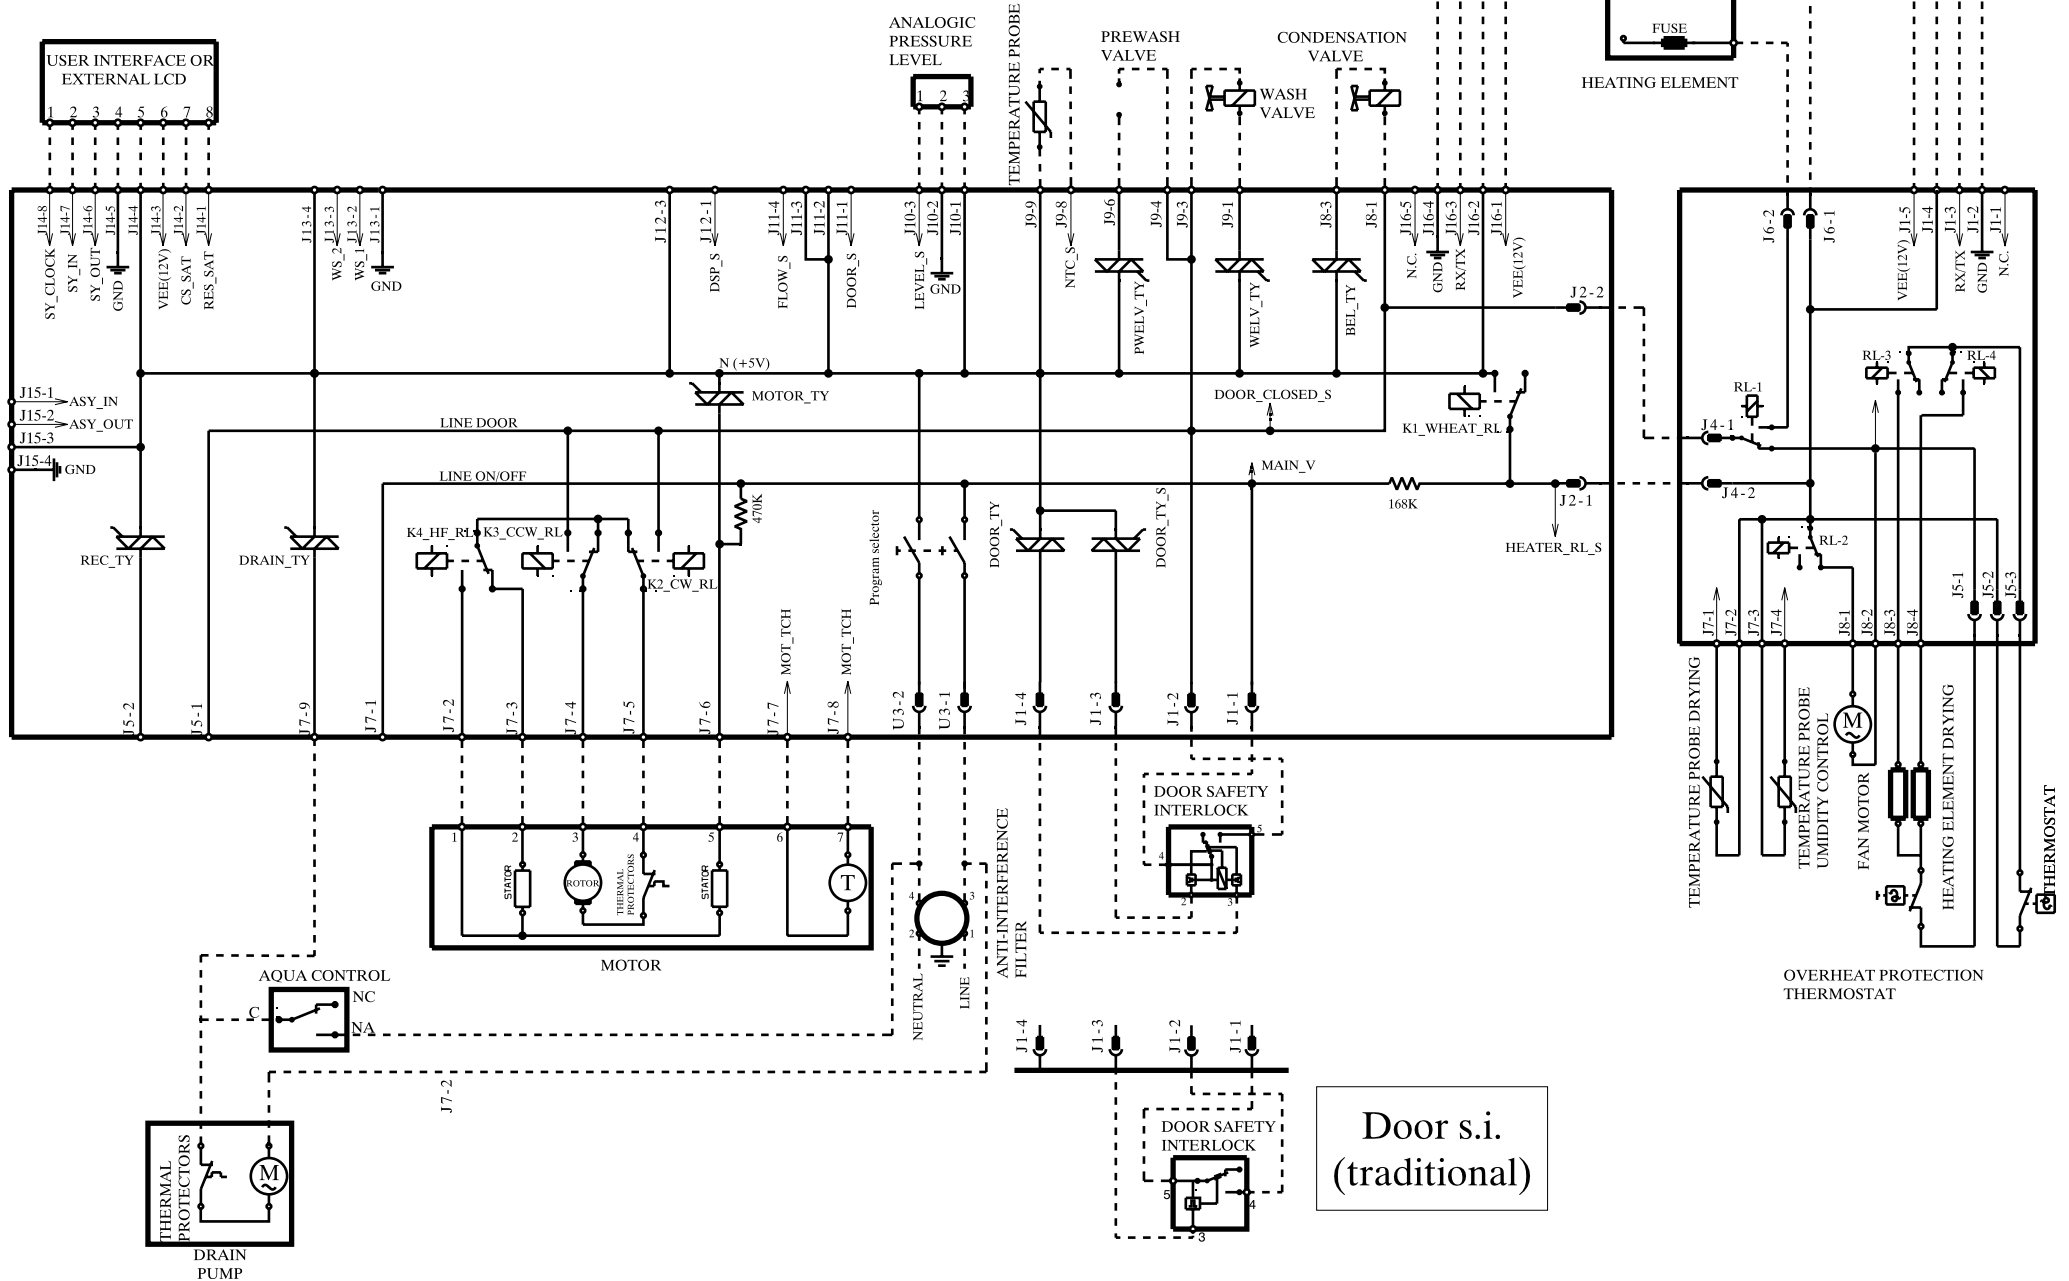 USER INTERFACE OR
EXTERNAL LCD
1 2 3 4 5 6 7 8
ANALOGIC
PRESSURE
LEVEL
1 2 3
TEMPERATURE PROBE
PREWASH
VALVE
WASH
VALVE
CONDENSATION
VALVE
FUSE
HEATING ELEMENT
J14-8
J14-7
J14-6
J14-5
J14-4
J14-3
J14-2
J14-1
SY_CLOCK
SY_IN
SY_OUT
GND
VEE(12V)
CS_SAT
RES_SAT
J13-4
J13-3
J13-2
J13-1
WS_2
WS_1
GND
J12-3
J12-1
DSP_S
J11-4
J11-3
J11-2
J11-1
FLOW_S
DOOR_S
J10-3
J10-2
J10-1
LEVEL_S
GND
J9-9
J9-8
NTC_S
J9-6
J9-4
J9-3
J9-1
PWELV_TY
WELV_TY
J8-3
J8-1
BEL_TY
J16-5
J16-4
J16-3
J16-2
J16-1
N.C.
GND
RX/TX
VEE(12V)
J2-2
J6-2
J6-1
J1-5
J1-4
J1-3
J1-2
J1-1
VEE(12V)
RX/TX
GND
N.C.
N (+5V)
MOTOR_TY
J15-1
ASY_IN
J15-2
ASY_OUT
J15-3
J15-4
GND
LINE DOOR
DOOR_CLOSED_S
K1_WHEAT_RL
LINE ON/OFF
MAIN_V
470K
168K
J2-1
HEATER_RL_S
RL-3
RL-4
RL-1
J4-1
J4-2
RL-2
REC_TY
DRAIN_TY
K4_HF_RL
K3_CCW_RL
K2_CW_RL
Program selector
DOOR_TY
DOOR_TY_S
MOT_TCH
MOT_TCH
J5-2
J5-1
J7-9
J7-1
J7-2
J7-3
J7-4
J7-5
J7-6
J7-7
J7-8
U3-2
U3-1
J1-4
J1-3
J1-2
J1-1
J7-1
J7-2
J7-3
J7-4
J8-1
J8-2
J8-3
J8-4
J5-1
J5-2
J5-3
TEMPERATURE PROBE DRYING
TEMPERATURE PROBE
UMIDITY CONTROL
M
FAN MOTOR
HEATING ELEMENT DRYING
THERMOSTAT
OVERHEAT PROTECTION
THERMOSTAT
1 2 3 4 5 6 7
STATOR
ROTOR
THERMAL
PROTECTORS
STATOR
T
MOTOR
4 3
2 1
ANTI-INTERFERENCE
FILTER
NEUTRAL
LINE
DOOR SAFETY
INTERLOCK
5
4
2 3
AQUA CONTROL
NC
C
NA
J7-2
THERMAL
PROTECTORS
M
DRAIN
PUMP
J1-4
J1-3
J1-2
J1-1
DOOR SAFETY
INTERLOCK
5
4
3
Door s.i.
(traditional)